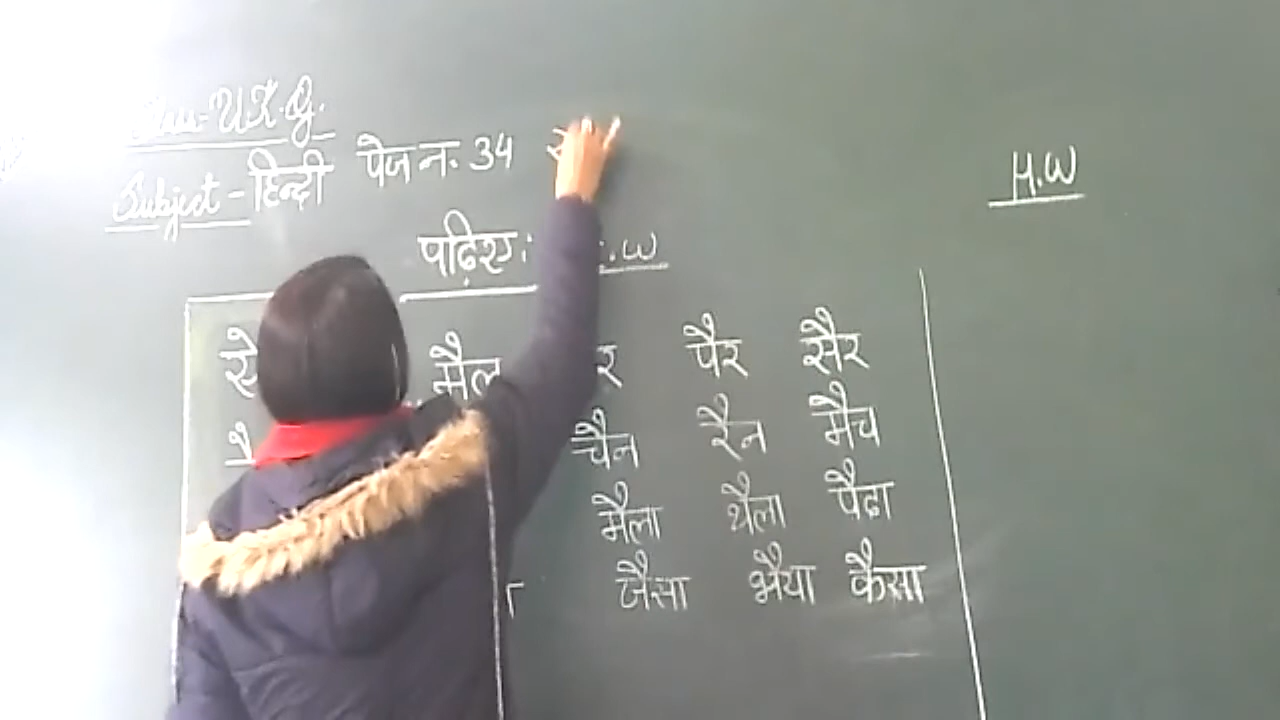 U.K.G.
Subject - हिन्दी पेज न. 34
H.W
पढ़िए: .W
मैल र पैर सैर
चैन रैन मैच
मैला थैला पैदा
जैसा भैया कैसा